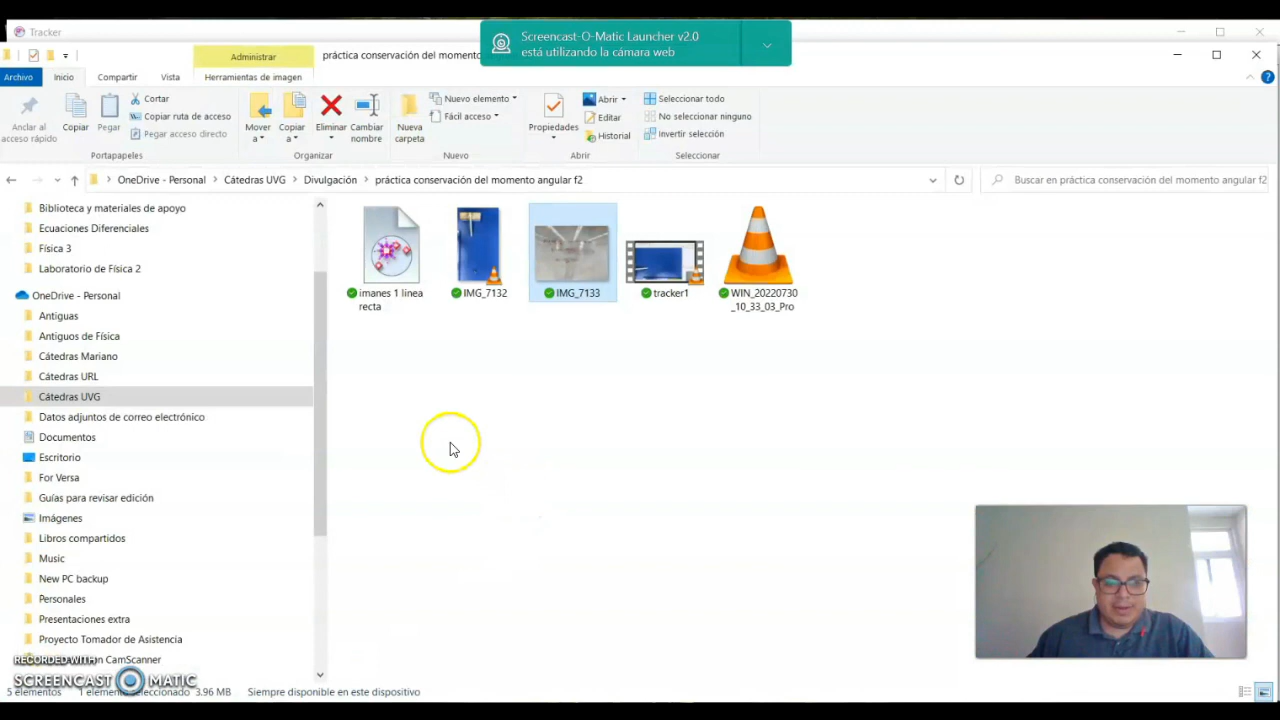 Tracker
Screencast-O-Matic Launcher v2.0
está utilizando la cámara web
Administrar
práctica conservación del momento
Archivo
Inicio
Compartir
Vista
Herramientas de imagen
Anclar al
acceso rápido
Copiar
Pegar
Cortar
Copiar ruta de acceso
Pegar acceso directo
Portapapeles
Mover
a
Copiar
a
Eliminar
Cambiar
nombre
Organizar
Nueva
carpeta
Nuevo elemento
Fácil acceso
Nuevo
Propiedades
Abrir
Editar
Historial
Abrir
Seleccionar todo
No seleccionar ninguno
Invertir selección
Seleccionar
OneDrive - Personal
Cátedras UVG
Divulgación
práctica conservación del momento angular f2
Buscar en práctica conservación del momento angular f2
Biblioteca y materiales de apoyo
Ecuaciones Diferenciales
Física 3
Laboratorio de Física 2
OneDrive - Personal
Antiguas
Antiguos de Física
Cátedras Mariano
Cátedras URL
Cátedras UVG
Datos adjuntos de correo electrónico
Documentos
Escritorio
For Versa
Guías para revisar edición
Imágenes
Libros compartidos
Music
New PC backup
Personales
Presentaciones extra
Proyecto Tomador de Asistencia
an CamScanner
imanes 1 linea
recta
IMG_7132
IMG_7133
tracker1
WIN_20220730
_10_33_03_Pro
RECORDED WITH
SCREENCAST MATIC
5 elementos
1 elemento seleccionado 3.96 MB
Siempre disponible en este dispositivo